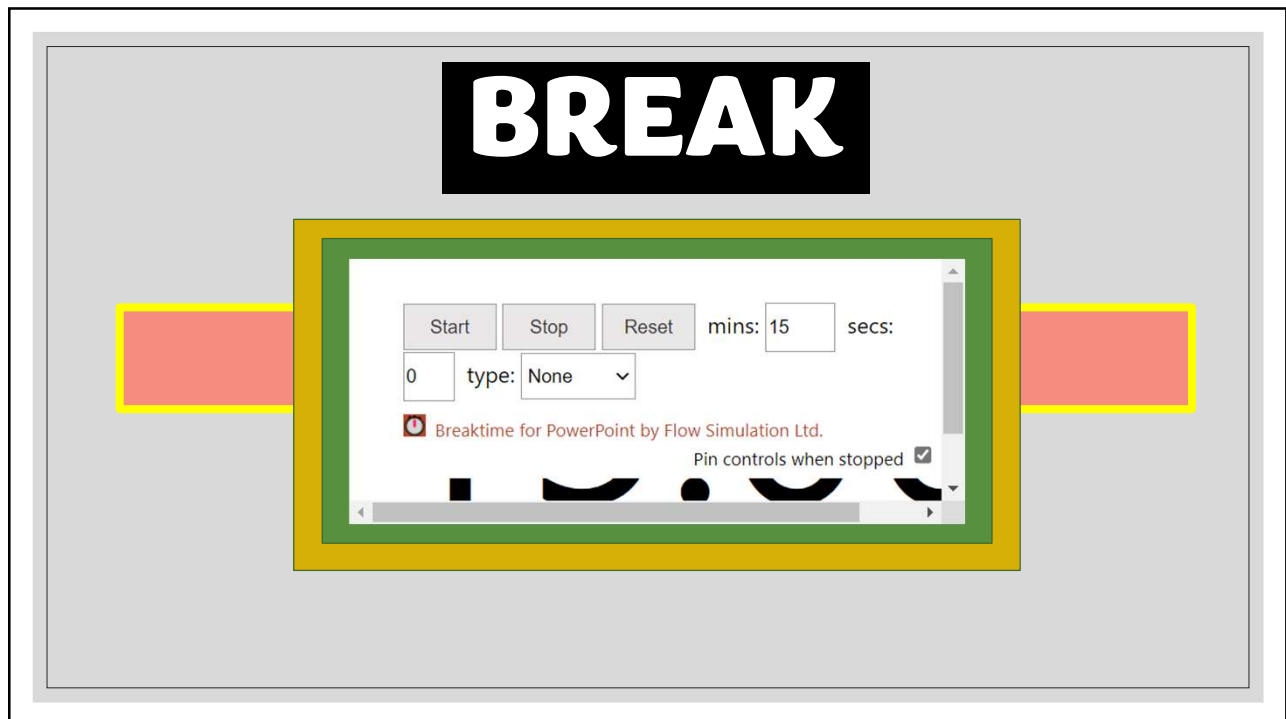 BREAK
Start Stop Reset mins: 15 secs:
0 type: None
Breaktime for PowerPoint by Flow Simulation Ltd.
Pin controls when stopped